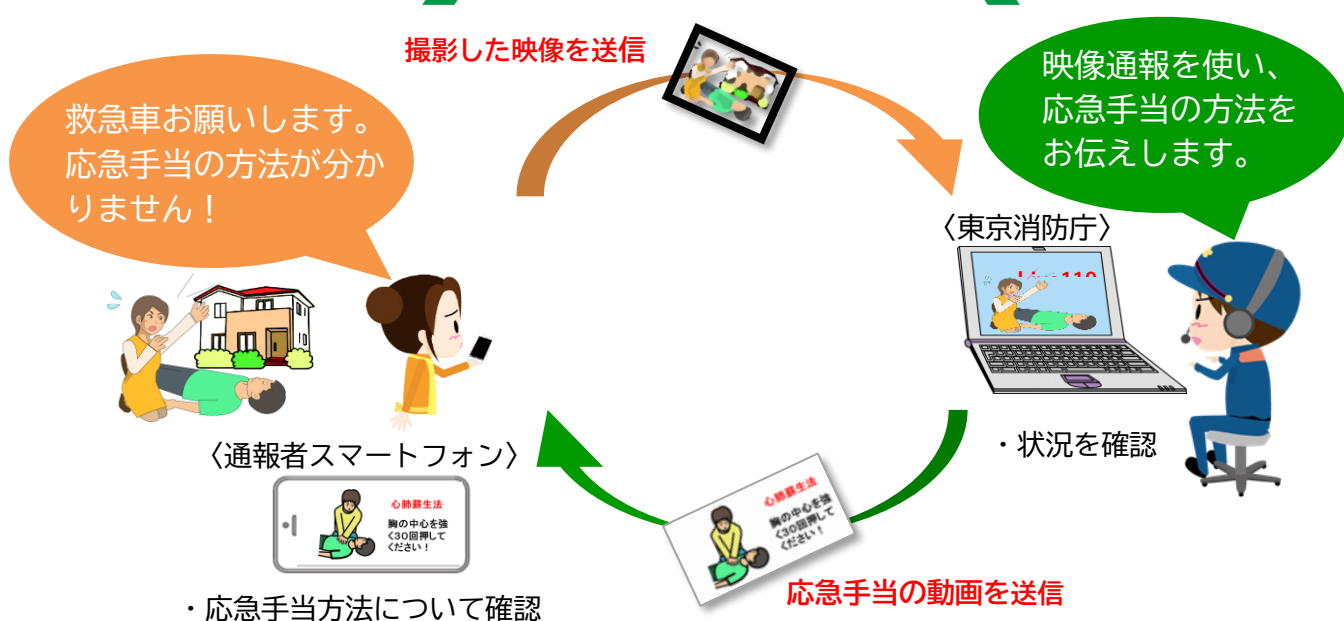 撮影した映像を送信
救急車お願いします。
応急手当の方法が分か
りません！
映像通報を使い、
応急手当の方法を
お伝えします。
〈東京消防庁〉
・状況を確認
〈通報者スマートフォン〉
心肺蘇生法
胸の中心を強
く30回押して
ください！
・応急手当方法について確認
心肺蘇生法
胸の中心を強
く30回押して
ください！
応急手当の動画を送信